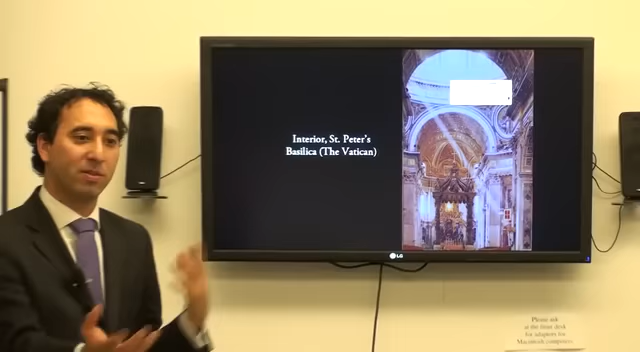 Interior, St. Peter's
Basilica (The Vatican)
LG
Please ask
at the front desk
for adapters for
Macintosh computers